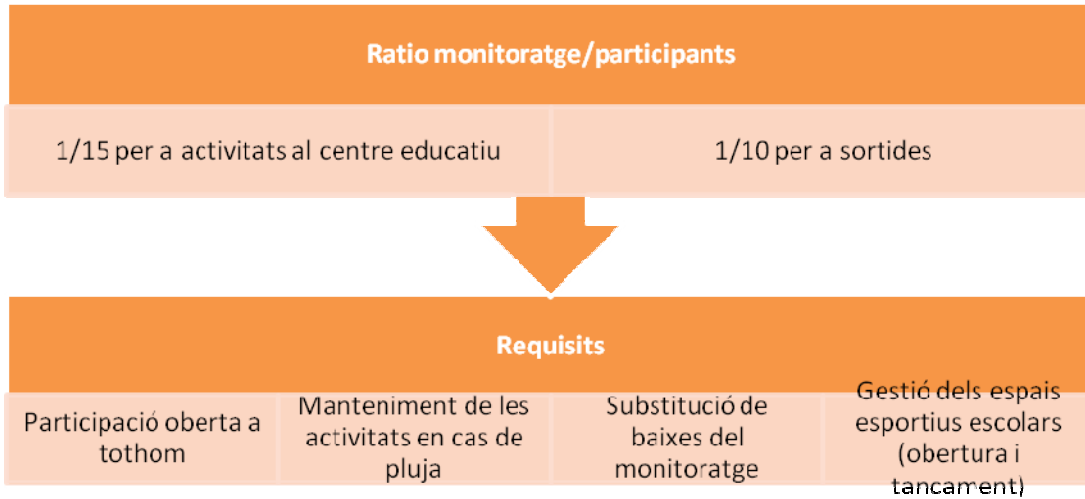 Ratio monitoratge/participants
1/15 per a activitats al centre educatiu
1/10 per a sortides
Requisits
Participació oberta a
tothom
Manteniment de les
activitats en cas de
pluja
Substitució de
baixes del
monitoratge
Gestió dels espais
esportius escolars
(obertura i
tancament)